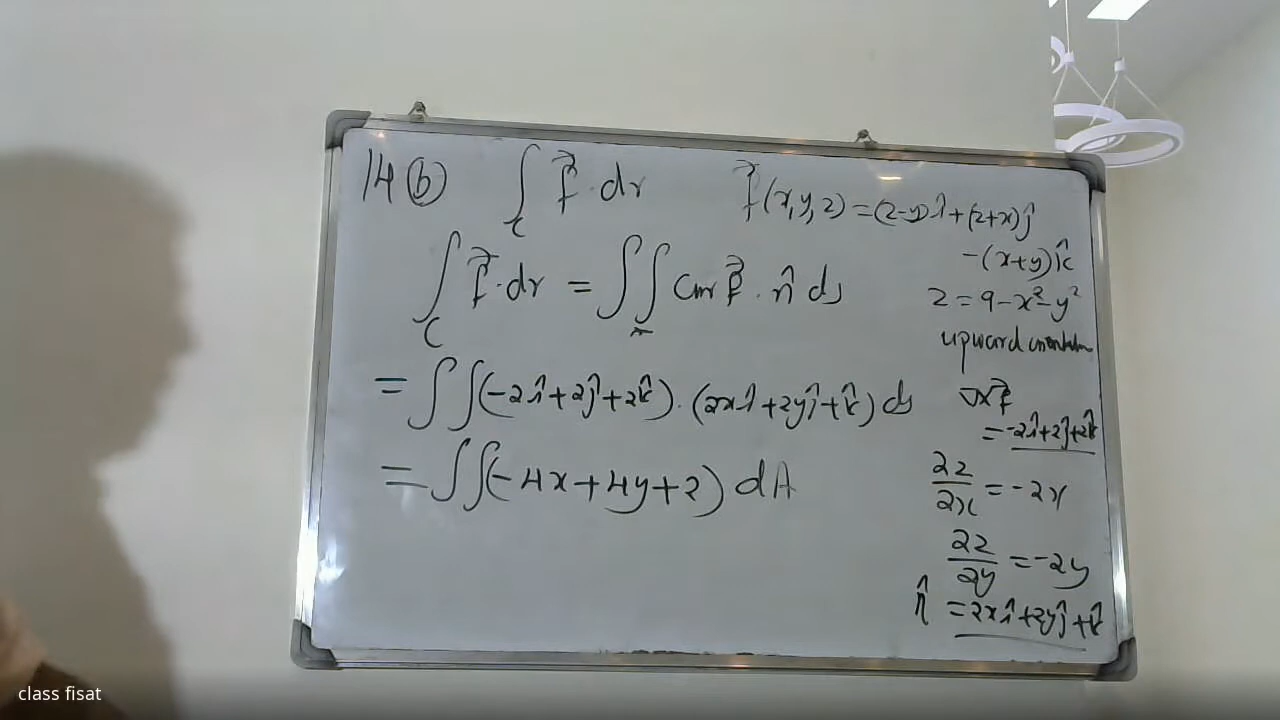 14 (b) ∫_C f⃗ · dr f⃗(x,y,z) = (z-y)î + (z+x)ĵ
-(x+y)k̂
∫_C f⃗ · dr = ∫∫ curl f⃗ · n̂ ds
z = 9 - x² - y²
upward orientation
= ∫∫(-2î + 2ĵ + 2k̂) · (2xî + 2yĵ + k̂) ds
∇×f⃗
= -2î + 2ĵ + 2k̂
= ∫∫(-4x + 4y + 2) dA
∂z/∂x = -2x
∂z/∂y = -2y
n̂ = 2xî + 2yĵ + k̂
class fisat